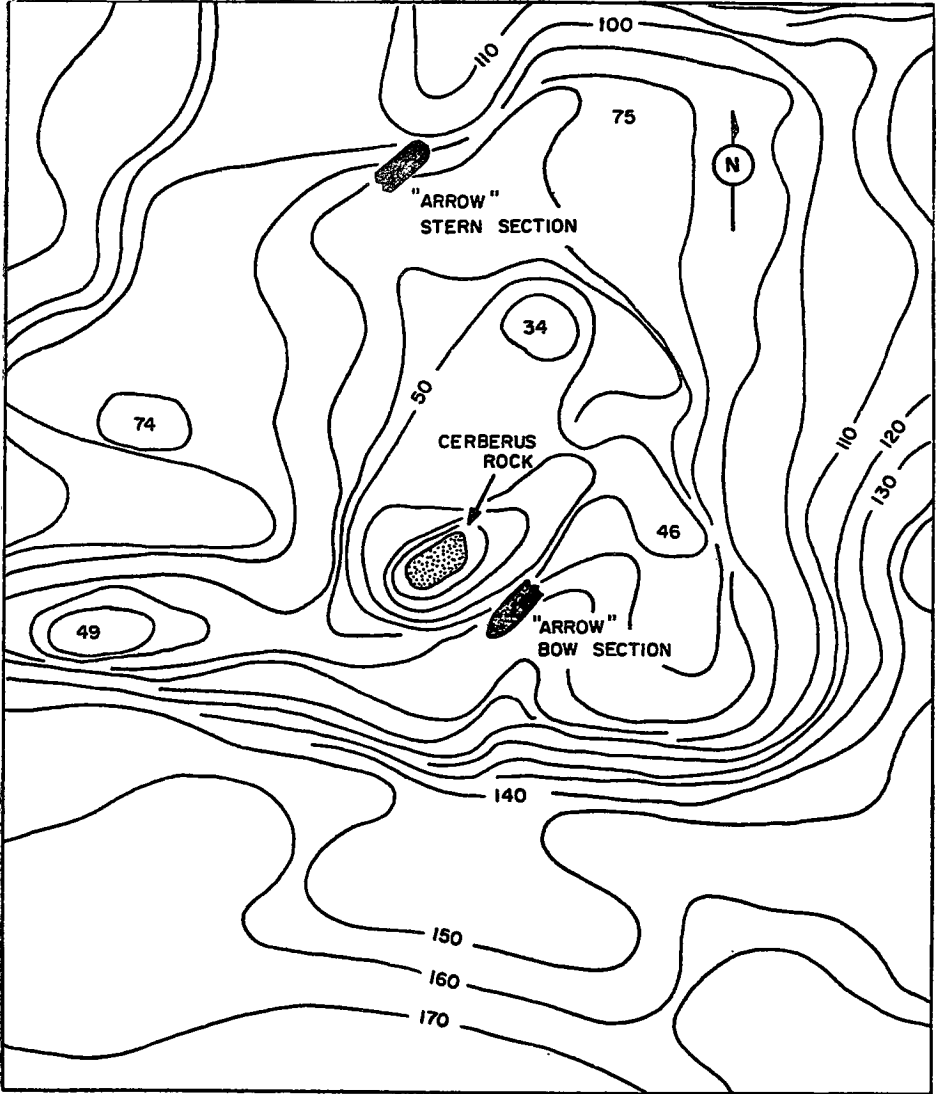 100
110
75
N
"ARROW"
STERN SECTION
34
50
74
110
120
CERBERUS
ROCK
130
46
49
"ARROW"
BOW SECTION
140
150
160
170